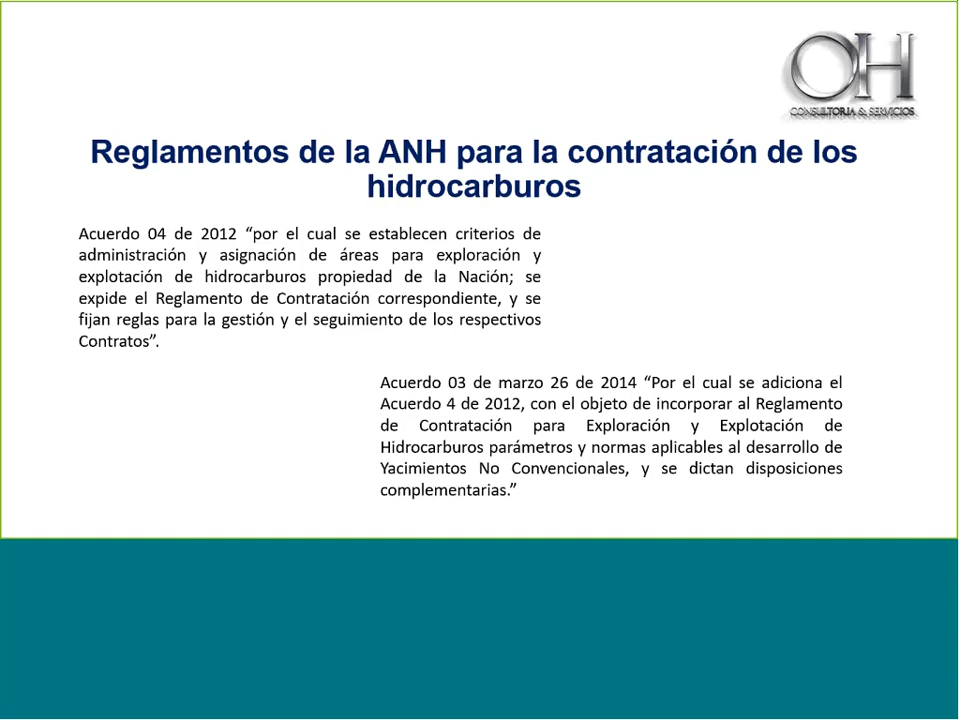 OH
CONSULTORIA & SERVICIOS
Reglamentos de la ANH para la contratación de los
hidrocarburos
Acuerdo 04 de 2012 “por el cual se establecen criterios de
administración y asignación de áreas para exploración y
explotación de hidrocarburos propiedad de la Nación; se
expide el Reglamento de Contratación correspondiente, y se
fijan reglas para la gestión y el seguimiento de los respectivos
Contratos”.
Acuerdo 03 de marzo 26 de 2014 “Por el cual se adiciona el
Acuerdo 4 de 2012, con el objeto de incorporar al Reglamento
de Contratación para Exploración y Explotación de
Hidrocarburos parámetros y normas aplicables al desarrollo de
Yacimientos No Convencionales, y se dictan disposiciones
complementarias.”